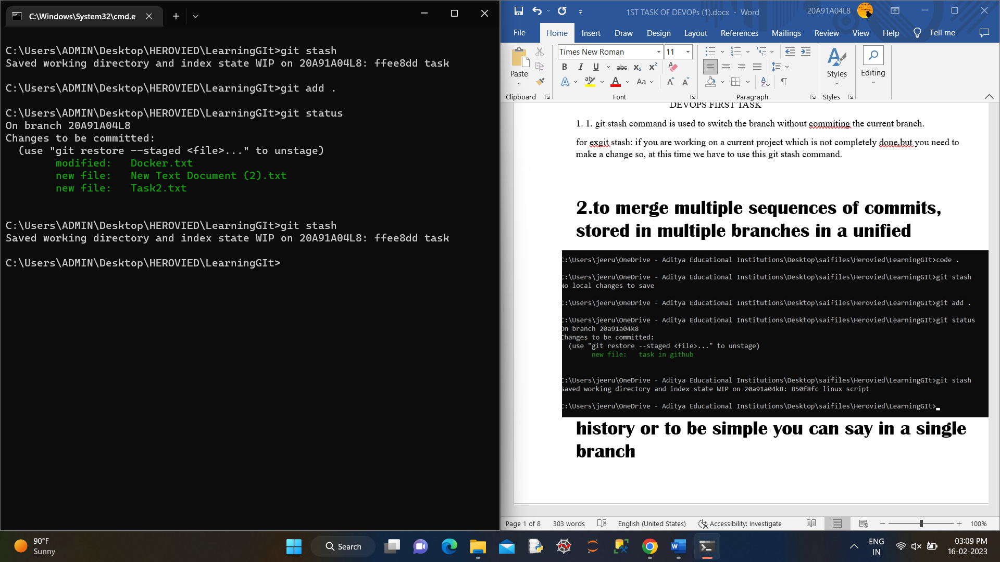 C:\Windows\System32\cmd.e
C:\Users\ADMIN\Desktop\HEROVIED\LearningGIt>git stash
Saved working directory and index state WIP on 20A91A04L8: ffee8dd task
C:\Users\ADMIN\Desktop\HEROVIED\LearningGIt>git add .
C:\Users\ADMIN\Desktop\HEROVIED\LearningGIt>git status
On branch 20A91A04L8
Changes to be committed:
  (use "git restore --staged <file>..." to unstage)
        modified:   Docker.txt
        new file:   New Text Document (2).txt
        new file:   Task2.txt
C:\Users\ADMIN\Desktop\HEROVIED\LearningGIt>git stash
Saved working directory and index state WIP on 20A91A04L8: ffee8dd task
C:\Users\ADMIN\Desktop\HEROVIED\LearningGIt>
1ST TASK OF DEVOPs (1).docx - Word
20A91A04L8
File Home Insert Draw Design Layout References Mailings Review View Help Tell me
Times New Roman 11
Paste
Styles
Editing
Clipboard Font Paragraph Styles
DEVOPS FIRST TASK
1. 1. git stash command is used to switch the branch without commiting the current branch.
for exgit stash: if you are working on a current project which is not completely done,but you need to
make a change so, at this time we have to use this git stash command.
2.to merge multiple sequences of commits,
stored in multiple branches in a unified
C:\Users\jeeru\OneDrive - Aditya Educational Institutions\Desktop\saifiles\Herovied\LearningGIt>code .
C:\Users\jeeru\OneDrive - Aditya Educational Institutions\Desktop\saifiles\Herovied\LearningGIt>git stash
No local changes to save
C:\Users\jeeru\OneDrive - Aditya Educational Institutions\Desktop\saifiles\Herovied\LearningGIt>git add .
C:\Users\jeeru\OneDrive - Aditya Educational Institutions\Desktop\saifiles\Herovied\LearningGIt>git status
On branch 20a91a04k8
Changes to be committed:
  (use "git restore --staged <file>..." to unstage)
        new file:   task in github
C:\Users\jeeru\OneDrive - Aditya Educational Institutions\Desktop\saifiles\Herovied\LearningGIt>git stash
Saved working directory and index state WIP on 20a91a04k8: 850f8fc linux script
C:\Users\jeeru\OneDrive - Aditya Educational Institutions\Desktop\saifiles\Herovied\LearningGIt>
history or to be simple you can say in a single
branch
Page 1 of 8 303 words English (United States) Accessibility: Investigate 100%
90°F
Sunny
Search
ENG
IN
03:09 PM
16-02-2023